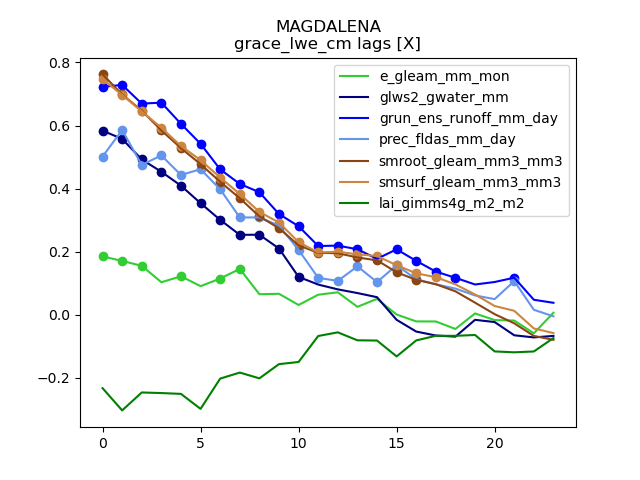 MAGDALENA
grace_lwe_cm lags [X]
0.8
0.6
0.4
0.2
0.0
−0.2
0
5
10
15
20
e_gleam_mm_mon
glws2_gwater_mm
grun_ens_runoff_mm_day
prec_fldas_mm_day
smroot_gleam_mm3_mm3
smsurf_gleam_mm3_mm3
lai_gimms4g_m2_m2